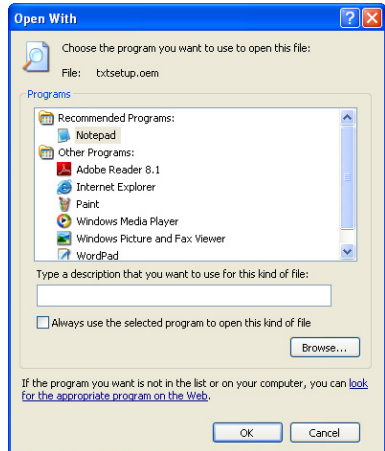 Open With
Choose the program you want to use to open this file:
File: txtsetup.oem
Programs
Recommended Programs:
Notepad
Other Programs:
Adobe Reader 8.1
Internet Explorer
Paint
Windows Media Player
Windows Picture and Fax Viewer
WordPad
Type a description that you want to use for this kind of file:
Always use the selected program to open this kind of file
Browse...
If the program you want is not in the list or on your computer, you can look
for the appropriate program on the Web.
OK Cancel